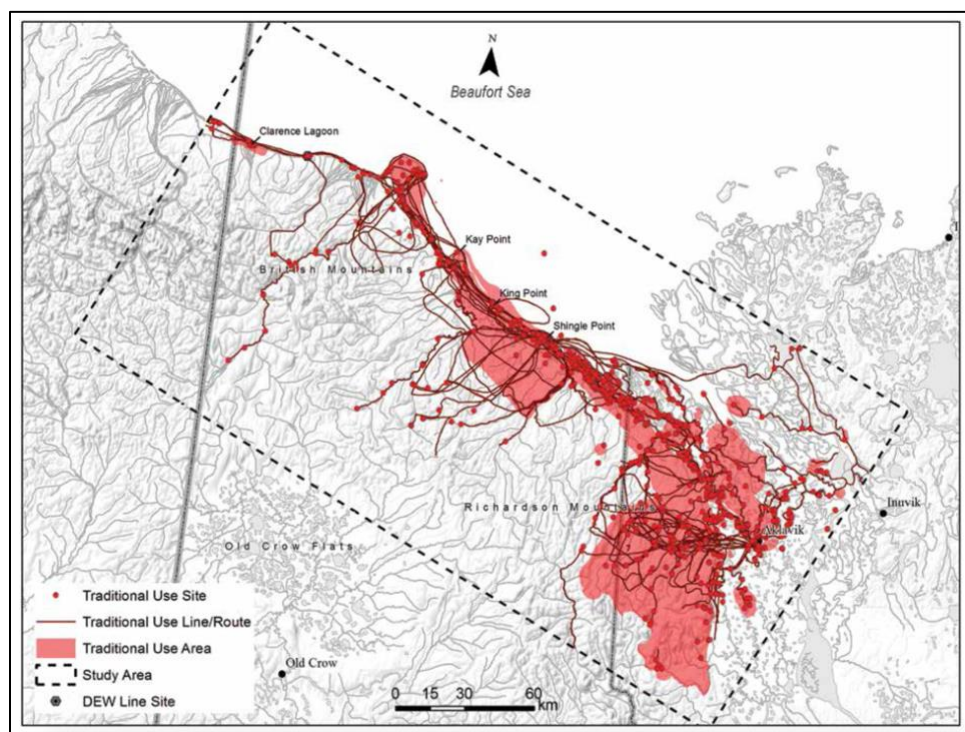 N
Beaufort Sea
Clarence Lagoon
Kay Point
British Mountains
King Point
Shingle Point
Richardson Mountains
Innvik
Aklavik
Old Crow Flats
Old Crow
Traditional Use Site
Traditional Use Line/Route
Traditional Use Area
Study Area
DEW Line Site
0 15 30 60
km